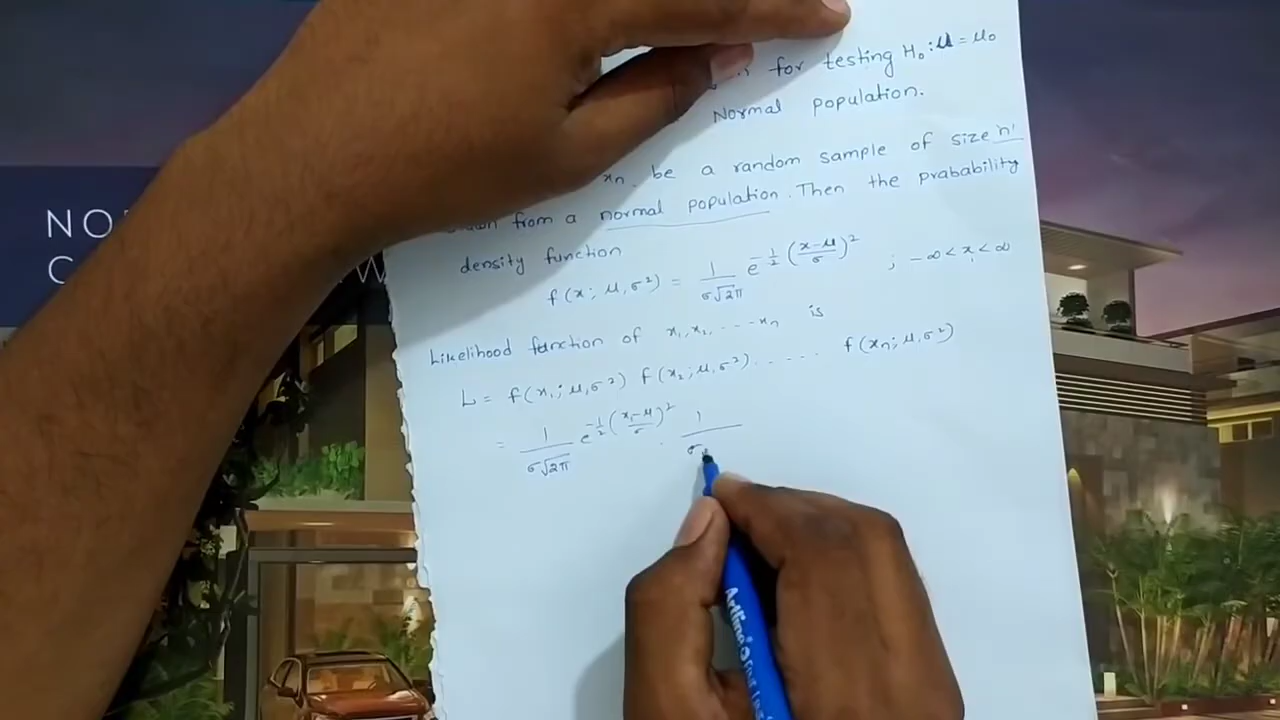 for testing H₀ : μ = μ₀
Normal population.
xₙ be a random sample of size 'n'
from a normal population. Then the prabability
density function
f(x; μ, σ²) = 1/(σ√2π) e^(-1/2 ((x-μ)/σ)²) ; -∞ < x < ∞
Likelihood function of x₁, x₂, ----xₙ is
L = f(x₁; μ, σ²) f(x₂; μ, σ²) ..... f(xₙ; μ, σ²)
= 1/(σ√2π) e^(-1/2 ((x₁-μ)/σ)²) . 1/σ
NO
C
W
Artline